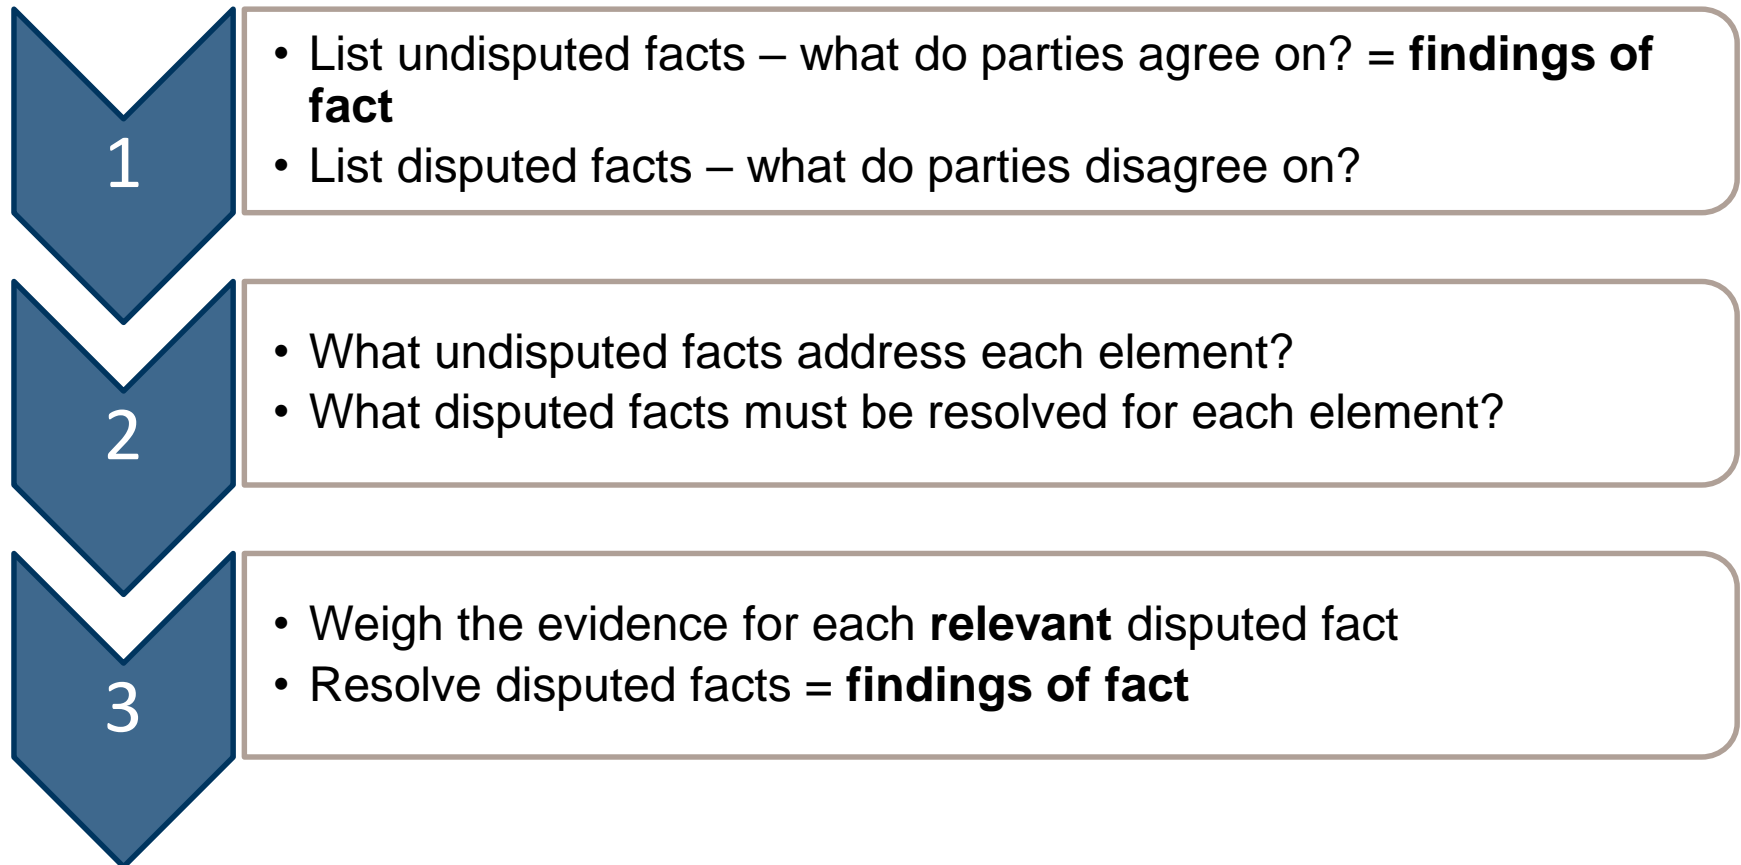 1
• List undisputed facts – what do parties agree on? = findings of
fact
• List disputed facts – what do parties disagree on?
2
• What undisputed facts address each element?
• What disputed facts must be resolved for each element?
3
• Weigh the evidence for each relevant disputed fact
• Resolve disputed facts = findings of fact